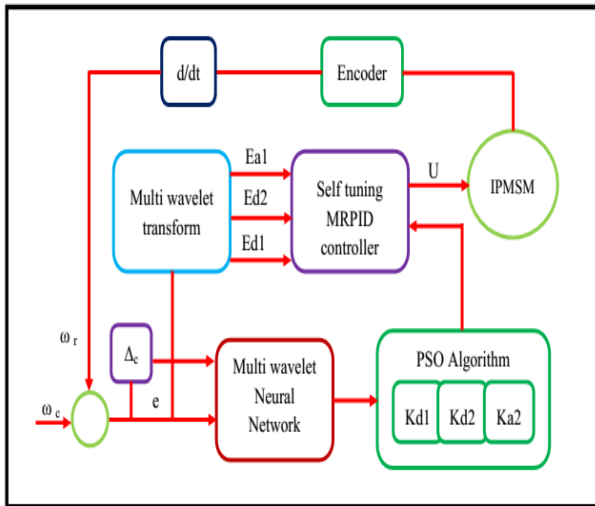 d/dt
Encoder
Multi wavelet
transform
Ea1
Ed2
Ed1
Self tuning
MRPID
controller
U
IPMSM
ω r
ω c
Δc
e
Multi wavelet
Neural
Network
PSO Algorithm
Kd1
Kd2
Ka2